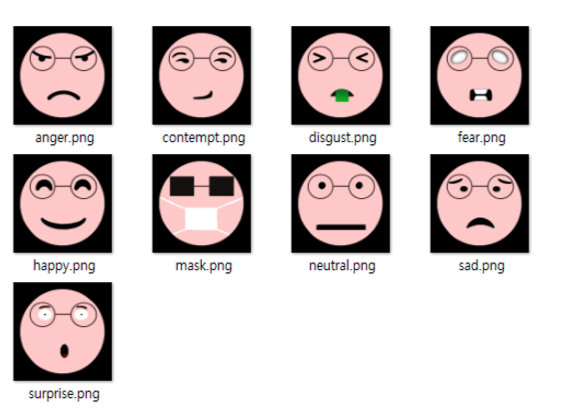 anger.png
contempt.png
disgust.png
fear.png
happy.png
mask.png
neutral.png
sad.png
surprise.png